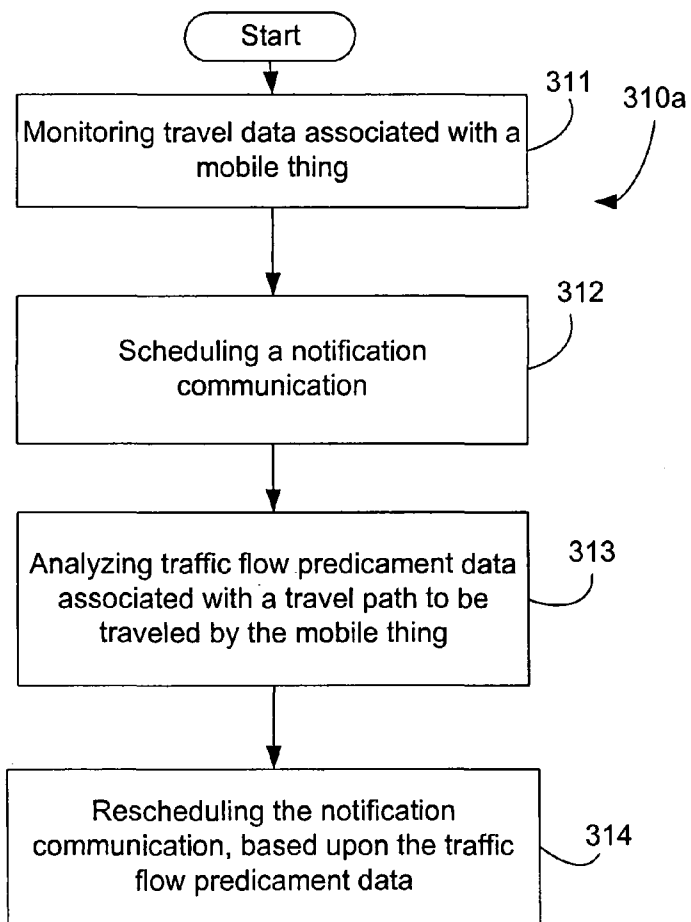 Start
311
310a
Monitoring travel data associated with a
mobile thing
312
Scheduling a notification
communication
313
Analyzing traffic flow predicament data
associated with a travel path to be
traveled by the mobile thing
Rescheduling the notification
communication, based upon the traffic
flow predicament data
314